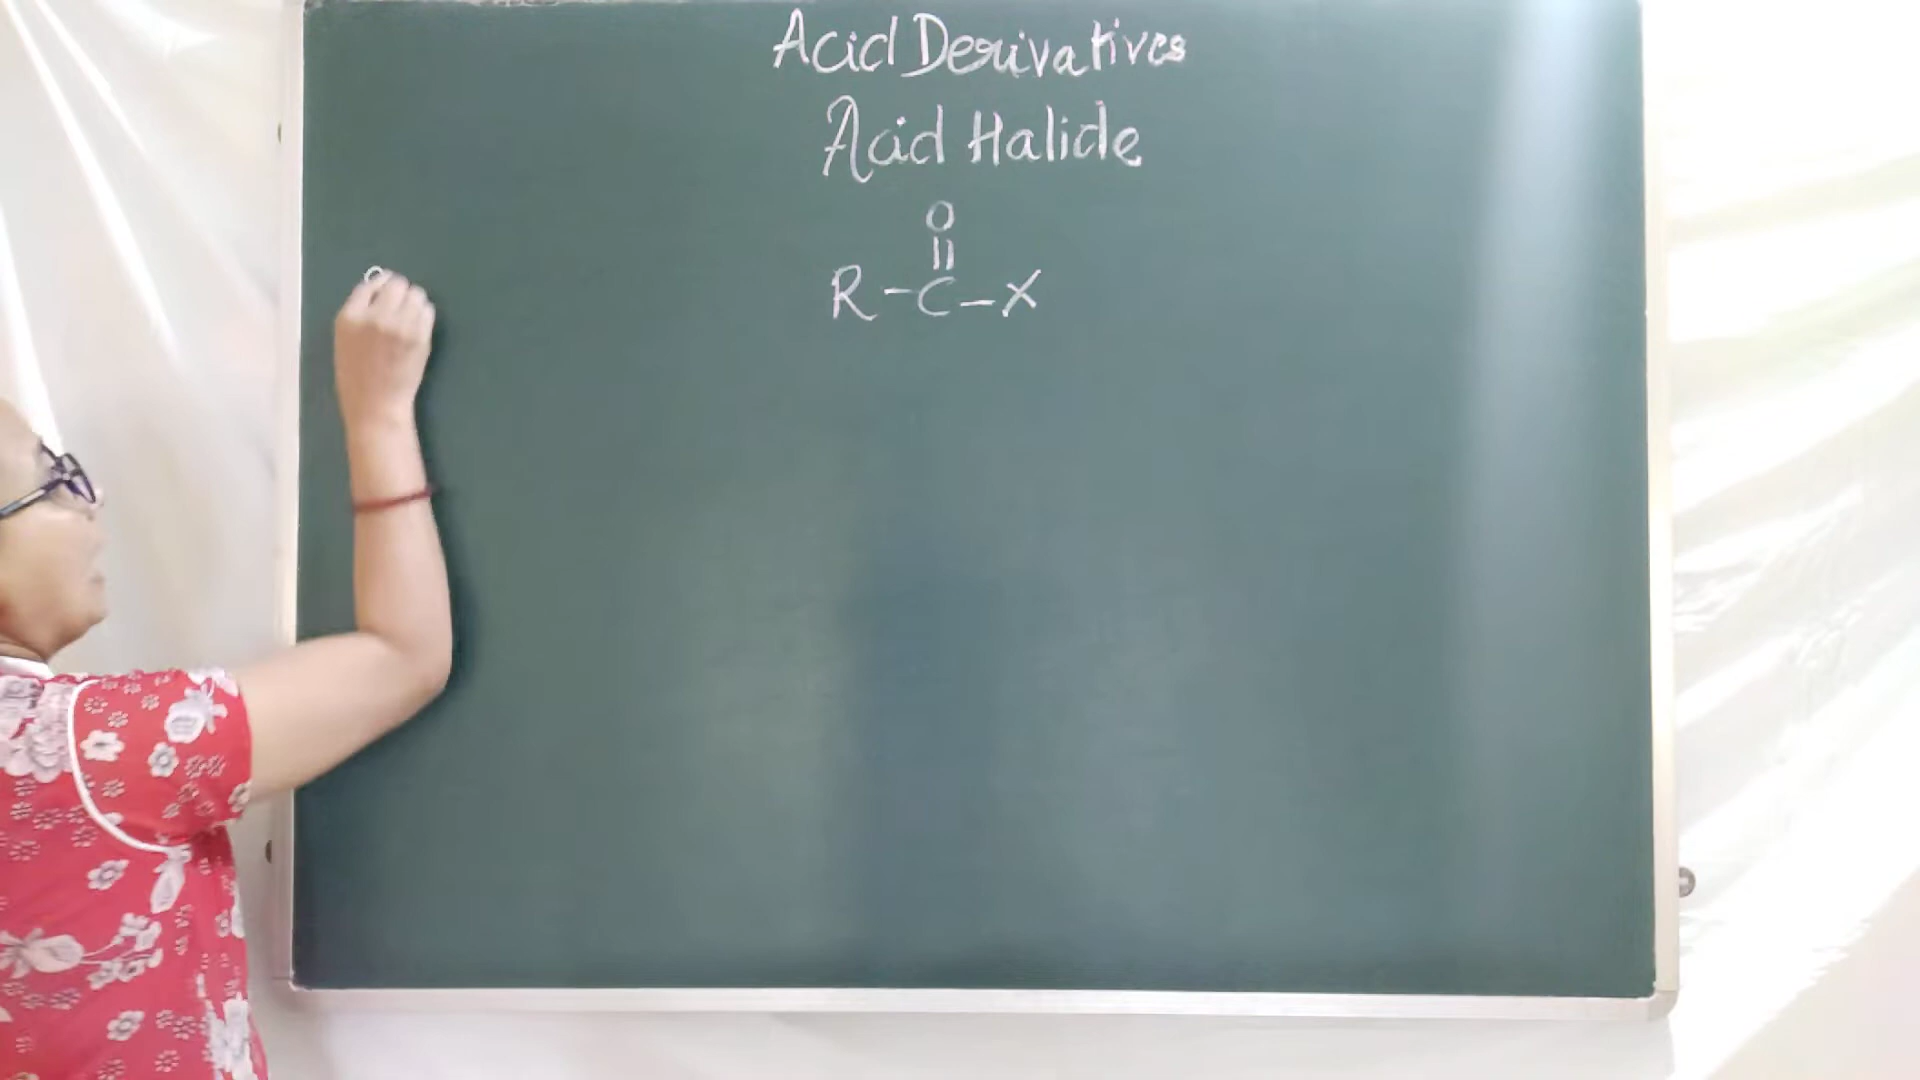 Acid Derivatives
Acid Halide
O
||
R-C-X